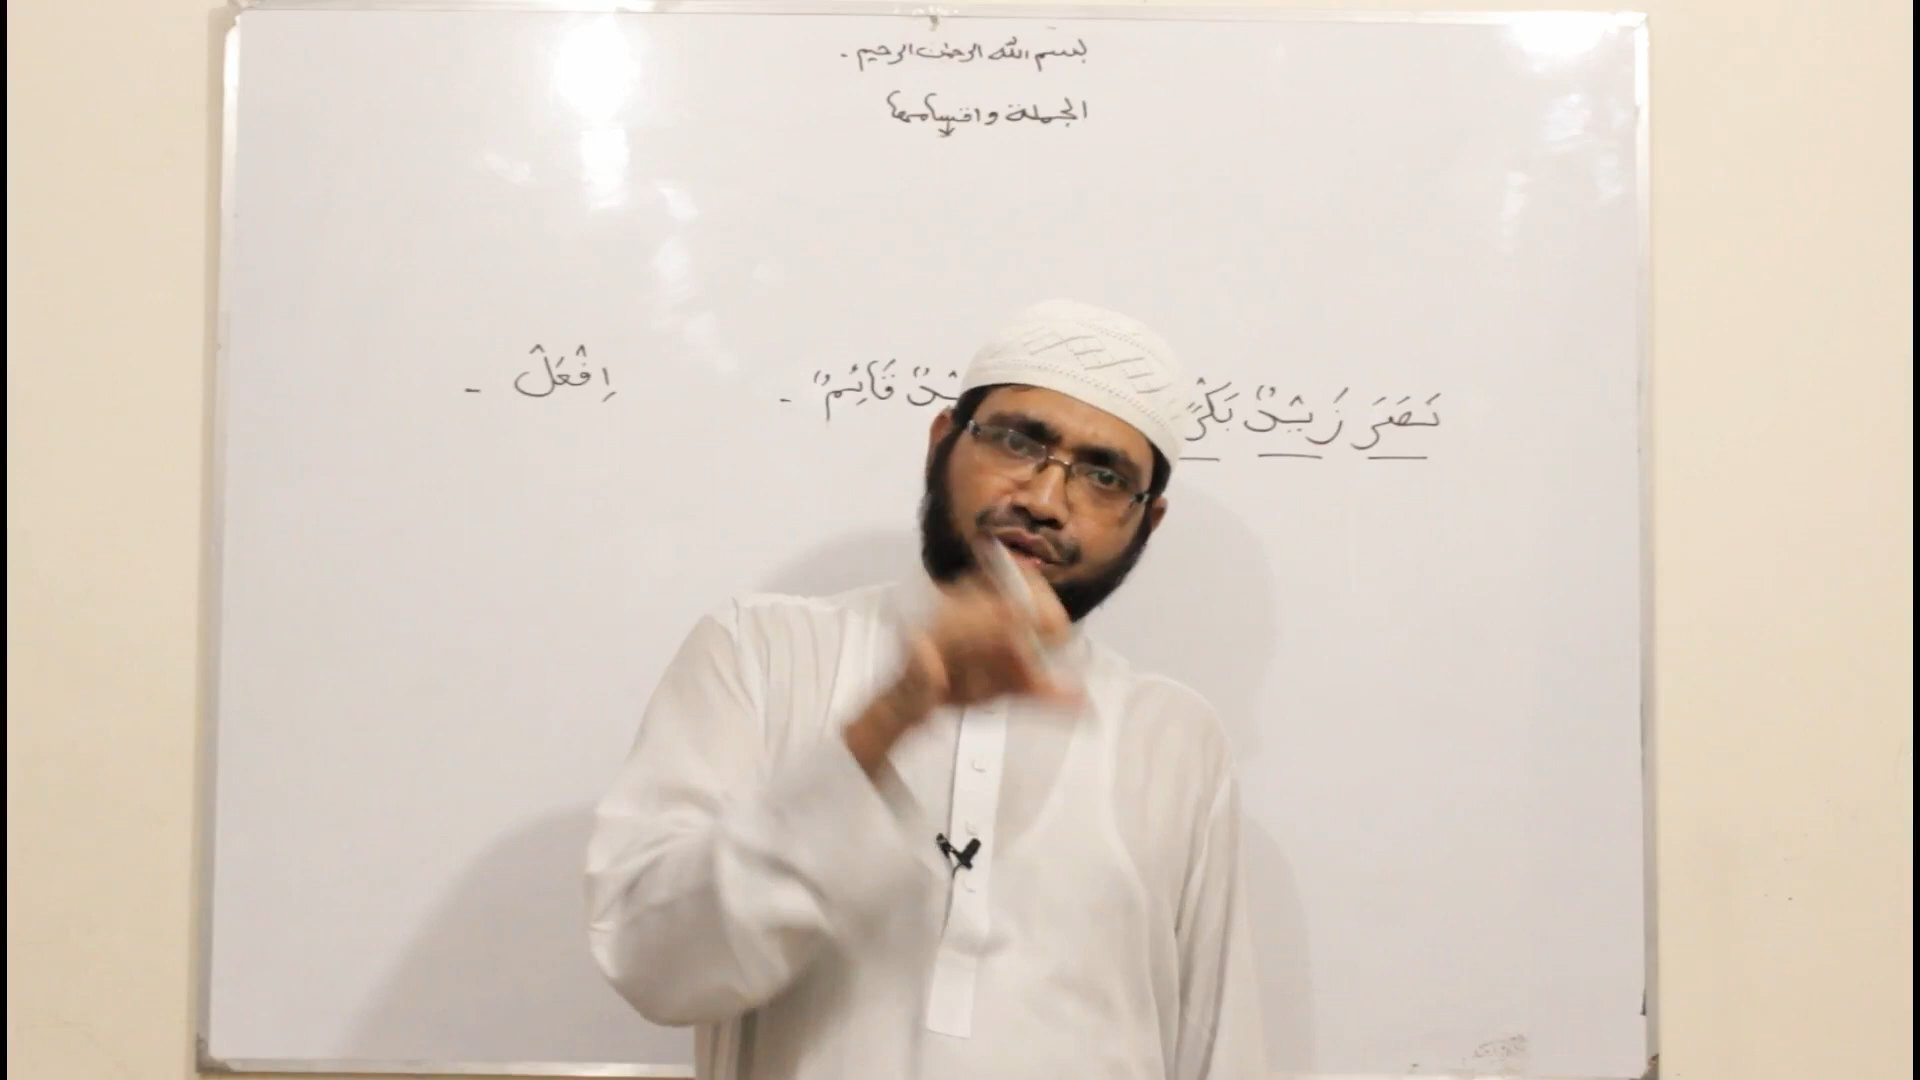 بسم الله الرحمن الرحيم -
الجملة واقسامها
نَصَرَ زَيْدٌ بَكْرً
قَائِمٌ -
اِفْعَلْ -